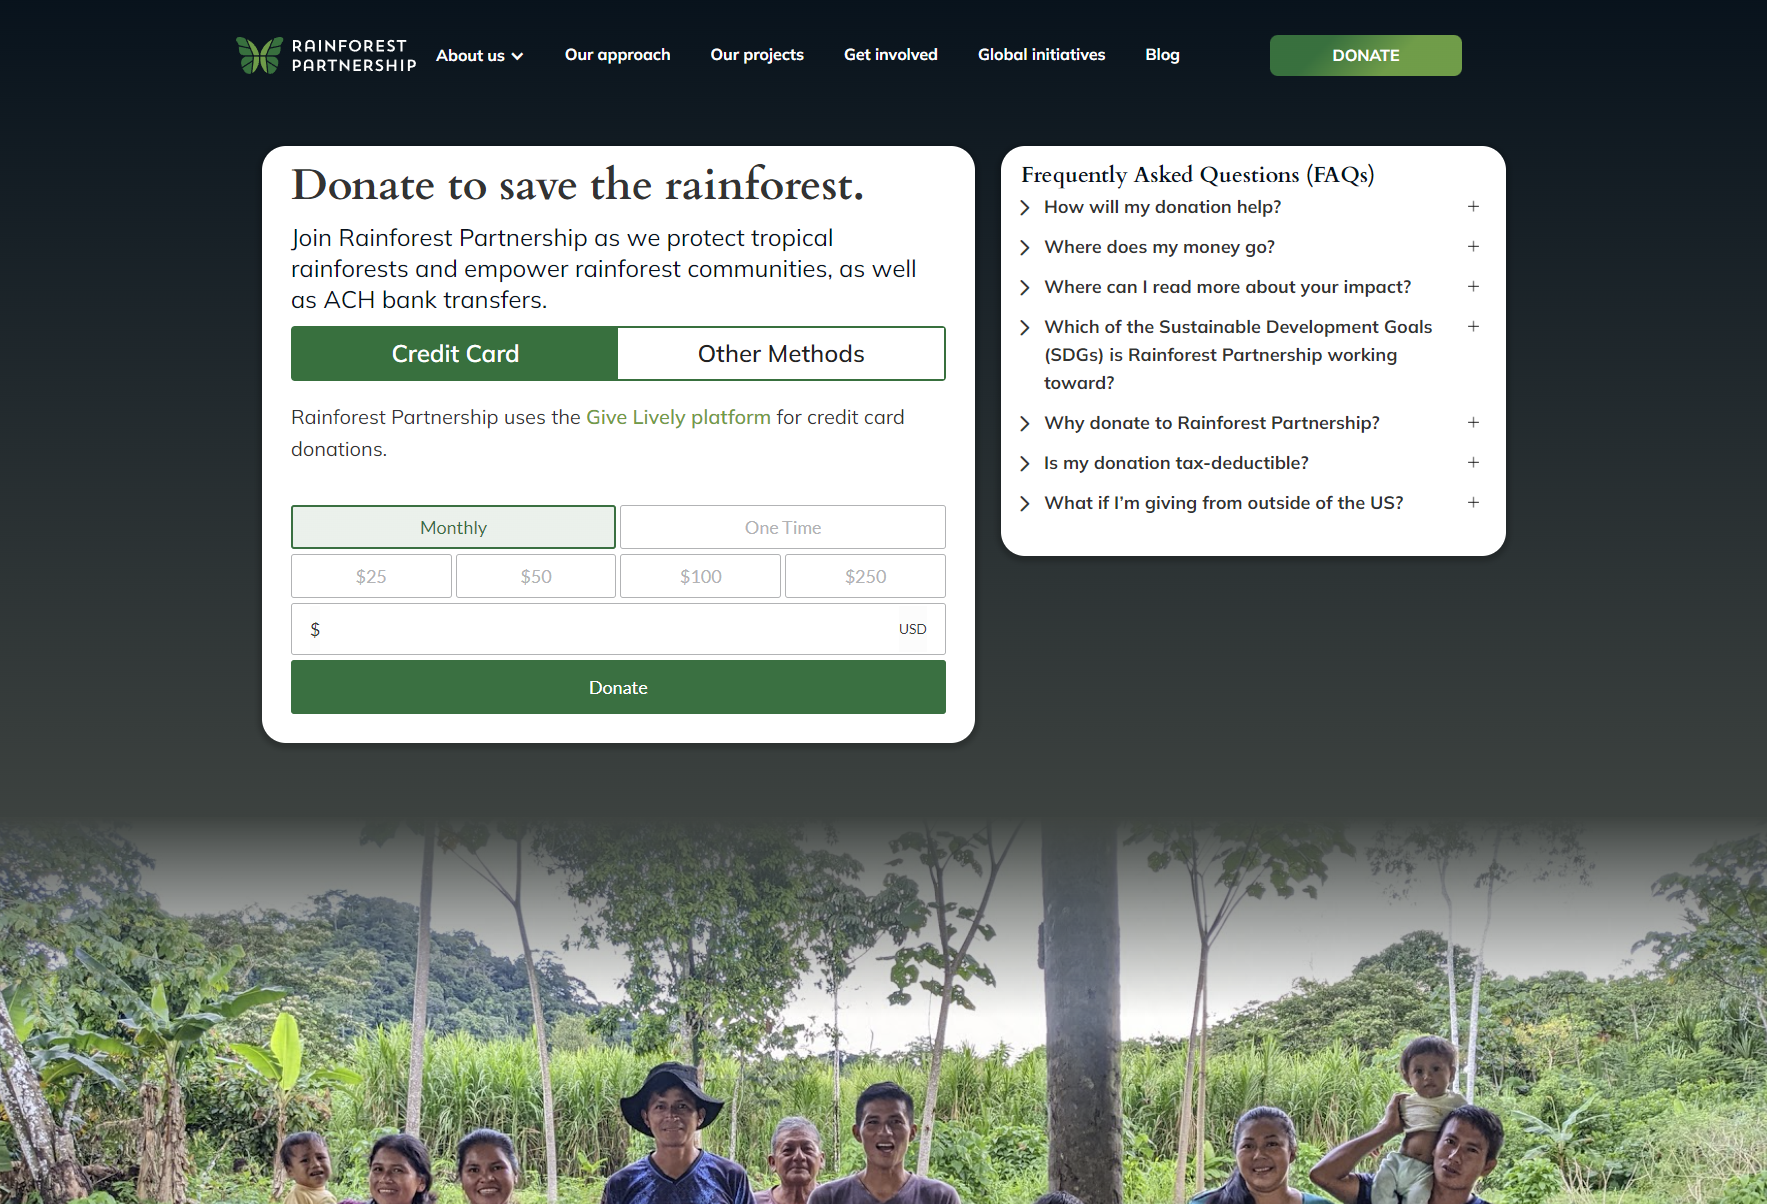 RAINFOREST
PARTNERSHIP
About us
Our approach
Our projects
Get involved
Global initiatives
Blog
DONATE
Donate to save the rainforest.
Join Rainforest Partnership as we protect tropical
rainforests and empower rainforest communities, as well
as ACH bank transfers.
Credit Card
Other Methods
Rainforest Partnership uses the Give Lively platform for credit card
donations.
Monthly
One Time
$25
$50
$100
$250
$
USD
Donate
Frequently Asked Questions (FAQs)
How will my donation help?
Where does my money go?
Where can I read more about your impact?
Which of the Sustainable Development Goals
(SDGs) is Rainforest Partnership working
toward?
Why donate to Rainforest Partnership?
Is my donation tax-deductible?
What if I’m giving from outside of the US?